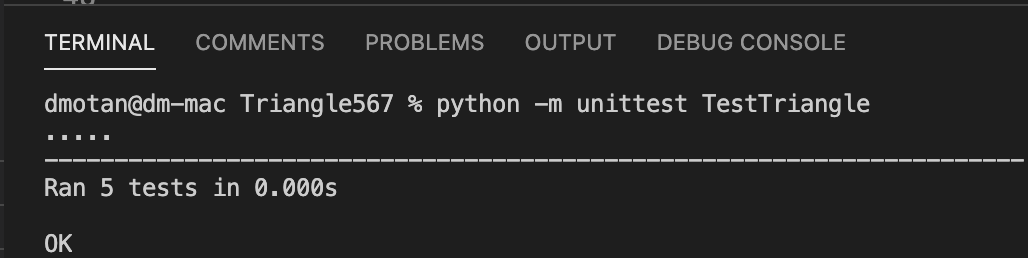 TERMINAL COMMENTS PROBLEMS OUTPUT DEBUG CONSOLE
dmotan@dm-mac Triangle567 % python -m unittest TestTriangle
.....
----------------------------------------------------------------------
Ran 5 tests in 0.000s
OK